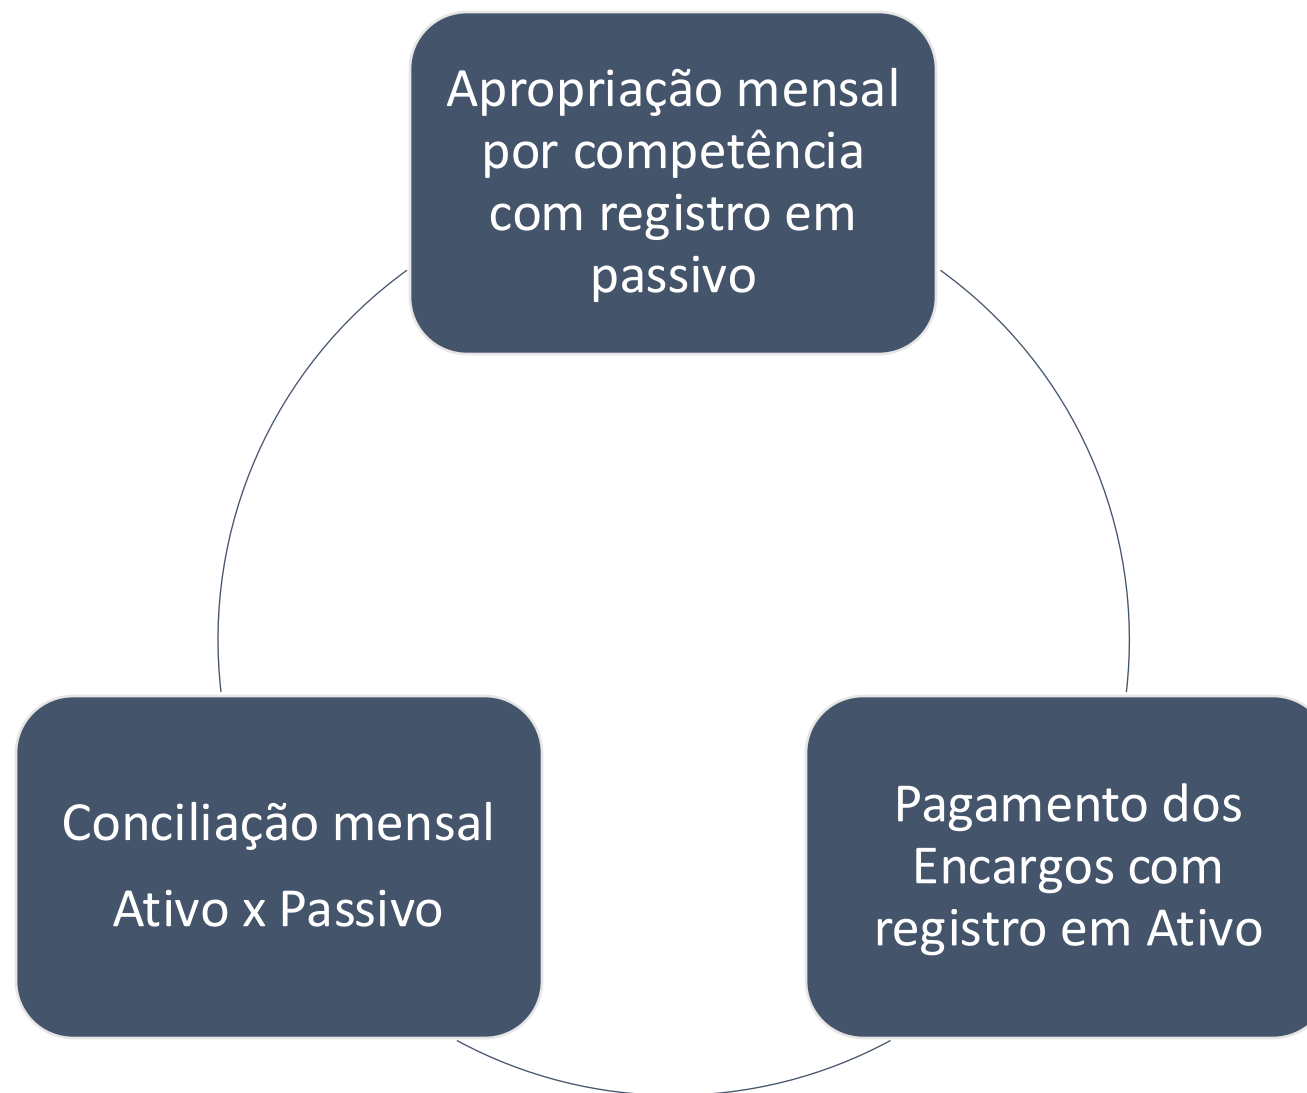 Apropriação mensal
por competência
com registro em
passivo
Conciliação mensal
Ativo x Passivo
Pagamento dos
Encargos com
registro em Ativo